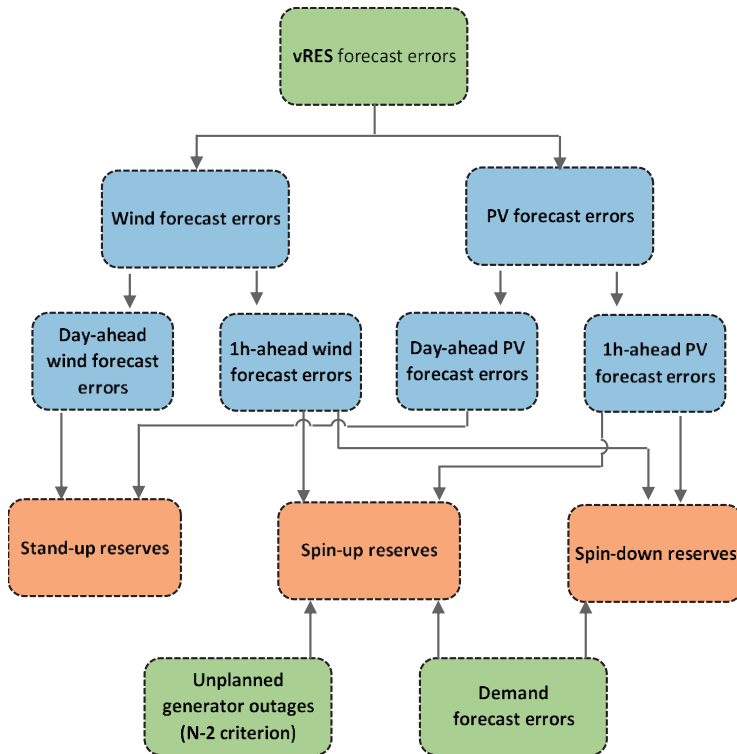 vRES forecast errors
Wind forecast errors
PV forecast errors
Day-ahead
wind forecast
errors
1h-ahead wind
forecast errors
Day-ahead PV
forecast errors
1h-ahead PV
forecast errors
Stand-up reserves
Spin-up reserves
Spin-down reserves
Unplanned
generator outages
(N-2 criterion)
Demand
forecast errors